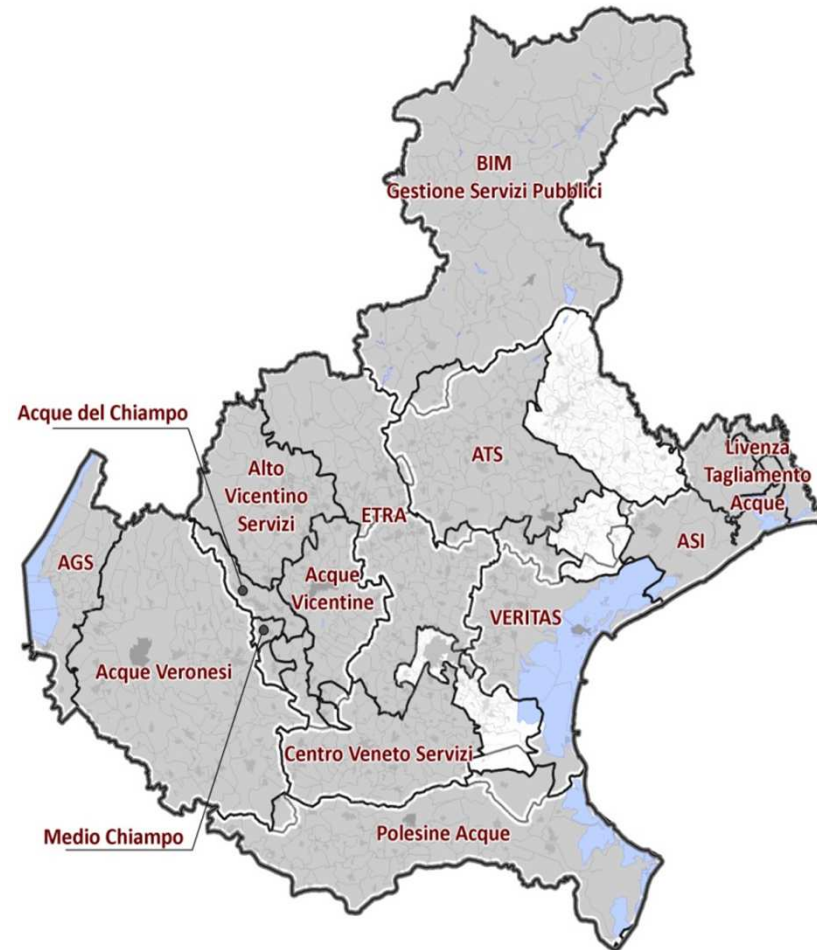 BIM
Gestione Servizi Pubblici
Acque del Chiampo
Livenza
Tagliamento
Acque
Alto
Vicentino
Servizi
ATS
ETRA
ASI
AGS
Acque
Vicentine
VERITAS
Acque Veronesi
Centro Veneto Servizi
Medio Chiampo
Polesine Acque